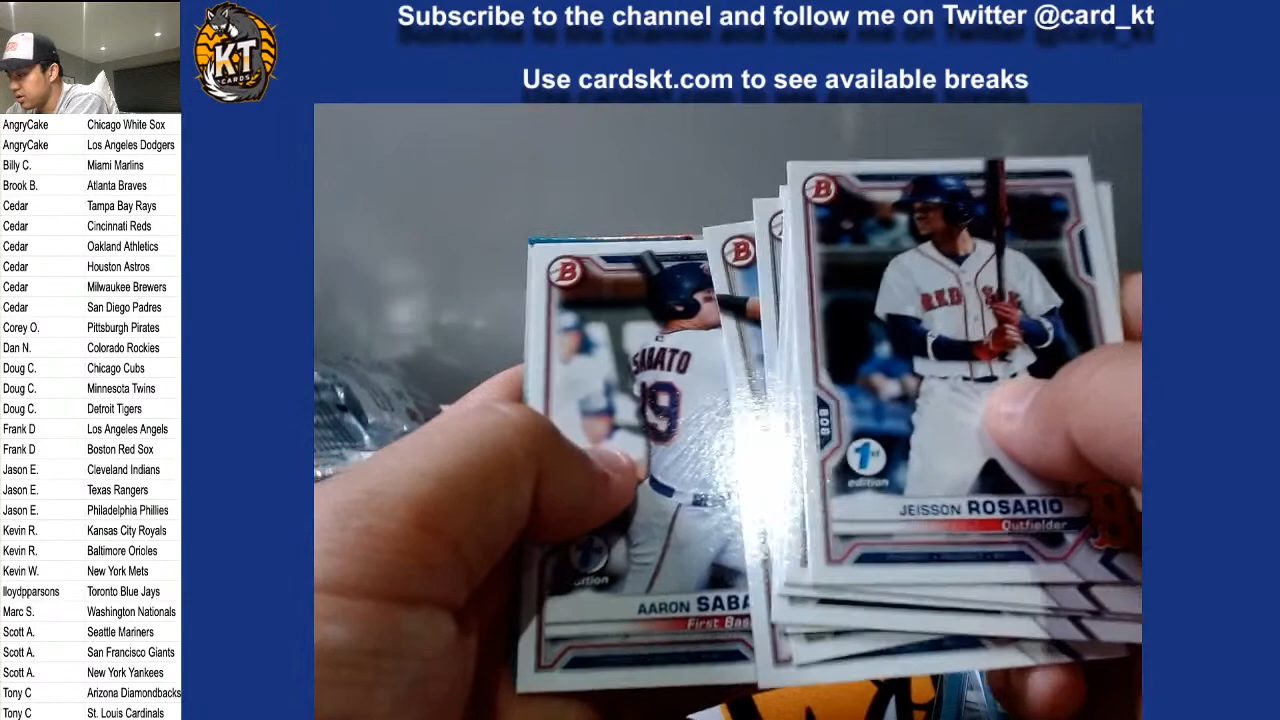 Subscribe to the channel and follow me on Twitter @card_kt
Use cardskt.com to see available breaks
KT
CARDS
AngryCake Chicago White Sox
AngryCake Los Angeles Dodgers
Billy C. Miami Marlins
Brook B. Atlanta Braves
Cedar Tampa Bay Rays
Cedar Cincinnati Reds
Cedar Oakland Athletics
Cedar Houston Astros
Cedar Milwaukee Brewers
Cedar San Diego Padres
Corey O. Pittsburgh Pirates
Dan N. Colorado Rockies
Doug C. Chicago Cubs
Doug C. Minnesota Twins
Doug C. Detroit Tigers
Frank D Los Angeles Angels
Frank D Boston Red Sox
Jason E. Cleveland Indians
Jason E. Texas Rangers
Jason E. Philadelphia Phillies
Kevin R. Kansas City Royals
Kevin R. Baltimore Orioles
Kevin W. New York Mets
lloydpparsons Toronto Blue Jays
Marc S. Washington Nationals
Scott A. Seattle Mariners
Scott A. San Francisco Giants
Scott A. New York Yankees
Tony C Arizona Diamondbacks
Tony C St. Louis Cardinals
B
SABATO
19
AARON SABA
First Bas
B
B
RED SOX
BOS
1st
edition
JEISSON ROSARIO
Outfielder
B